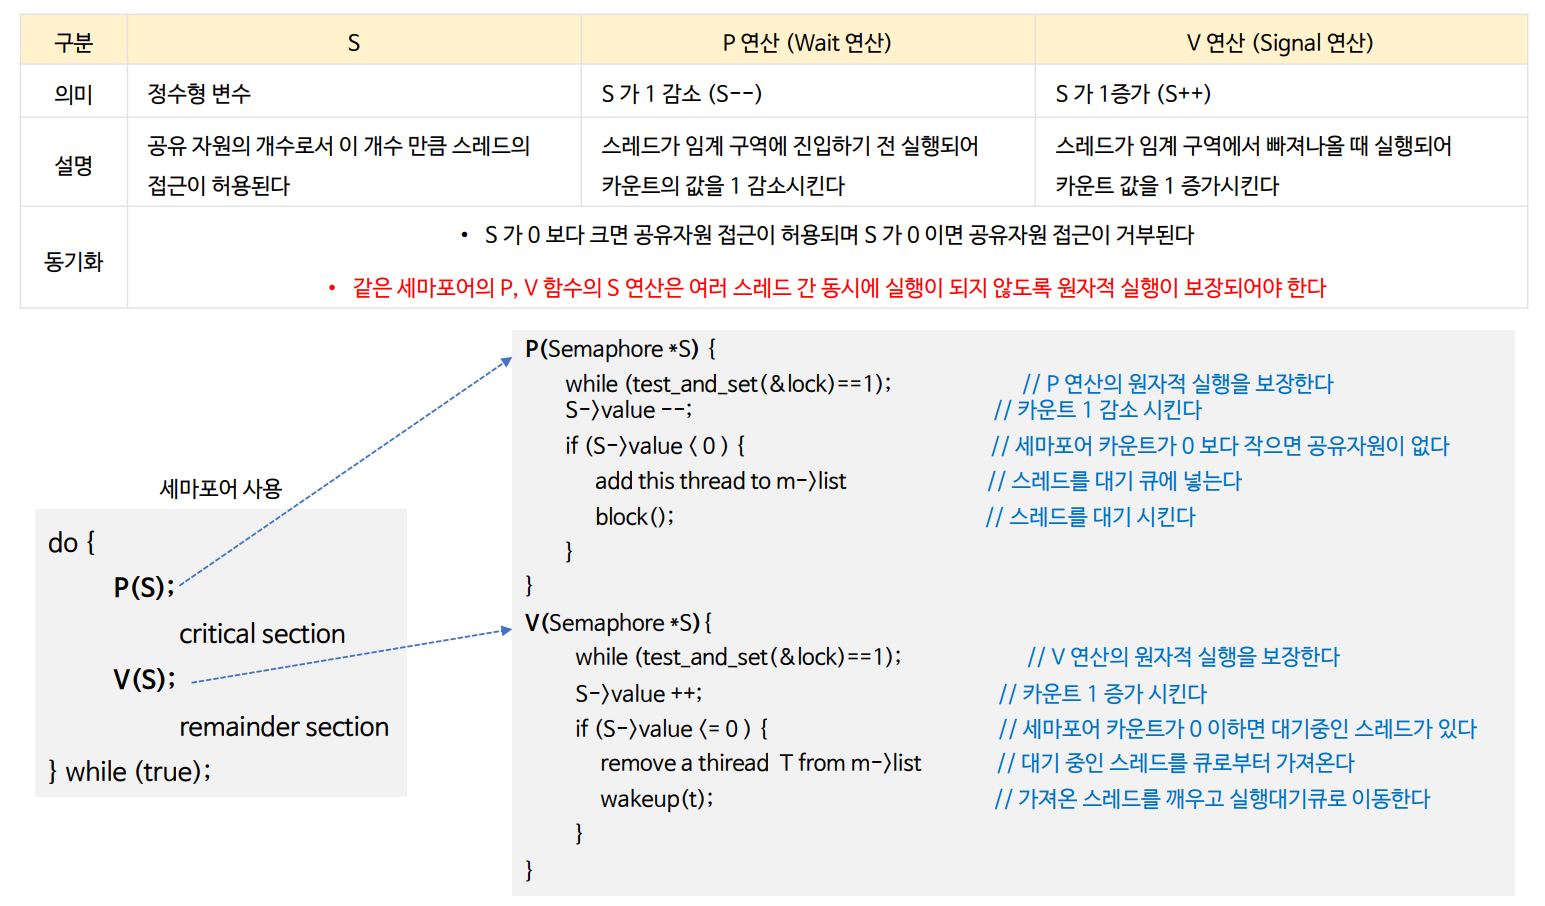 구분
S
P 연산 (Wait 연산)
V 연산 (Signal 연산)
의미
정수형 변수
S 가 1 감소 (S--)
S 가 1증가 (S++)
설명
공유 자원의 개수로서 이 개수 만큼 스레드의
접근이 허용된다
스레드가 임계 구역에 진입하기 전 실행되어
카운트의 값을 1 감소시킨다
스레드가 임계 구역에서 빠져나올 때 실행되어
카운트 값을 1 증가시킨다
동기화
• S 가 0 보다 크면 공유자원 접근이 허용되며 S 가 0 이면 공유자원 접근이 거부된다
• 같은 세마포어의 P, V 함수의 S 연산은 여러 스레드 간 동시에 실행이 되지 않도록 원자적 실행이 보장되어야 한다
세마포어 사용
do {
P(S);
critical section
V(S);
remainder section
} while (true);
P(Semaphore *S) {
while (test_and_set(&lock)==1); // P 연산의 원자적 실행을 보장한다
S->value --; // 카운트 1 감소 시킨다
if (S->value < 0 ) { // 세마포어 카운트가 0 보다 작으면 공유자원이 없다
add this thread to m->list // 스레드를 대기 큐에 넣는다
block(); // 스레드를 대기 시킨다
}
}
V(Semaphore *S){
while (test_and_set(&lock)==1); // V 연산의 원자적 실행을 보장한다
S->value ++; // 카운트 1 증가 시킨다
if (S->value <= 0 ) { // 세마포어 카운트가 0 이하면 대기중인 스레드가 있다
remove a thiread T from m->list // 대기 중인 스레드를 큐로부터 가져온다
wakeup(t); // 가져온 스레드를 깨우고 실행대기큐로 이동한다
}
}